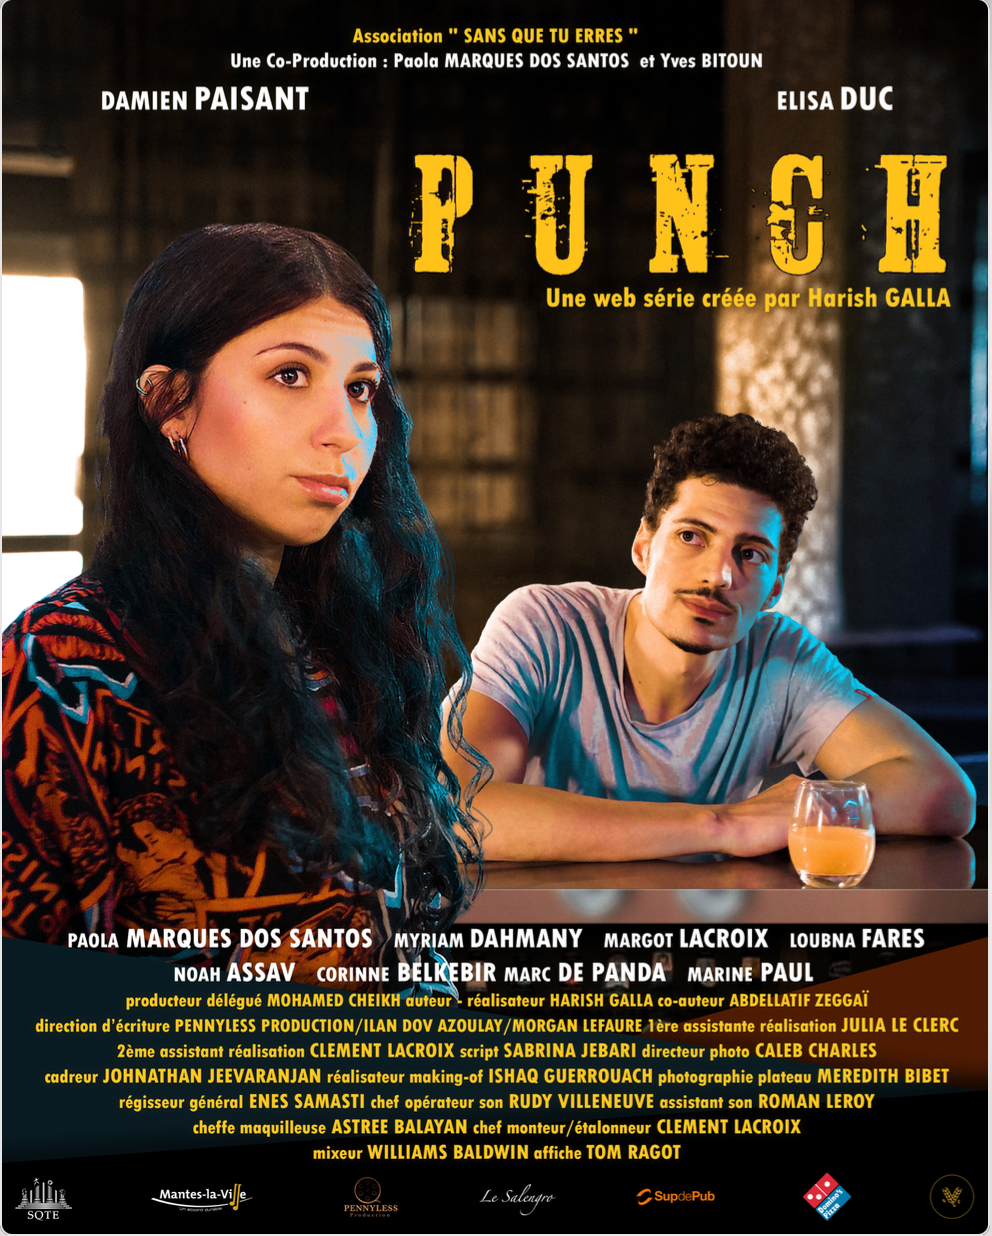 Association " SANS QUE TU ERRES "
Une Co-Production : Paola MARQUES DOS SANTOS et Yves BITOUN
DAMIEN PAISANT
ELISA DUC
PUNCH
Une web série créée par Harish GALLA
PAOLA MARQUES DOS SANTOS MYRIAM DAHMANY MARGOT LACROIX LOUBNA FARES
NOAH ASSAV CORINNE BELKEBIR MARC DE PANDA MARINE PAUL
producteur délégué MOHAMED CHEIKH auteur - réalisateur HARISH GALLA co-auteur ABDELLATIF ZEGGAÏ
direction d'écriture PENNYLESS PRODUCTION/ILAN DOV AZOULAY/MORGAN LEFAURE 1ère assistante réalisation JULIA LE CLERC
2ème assistant réalisation CLEMENT LACROIX script SABRINA JEBARI directeur photo CALEB CHARLES
cadreur JOHNATHAN JEEVARANJAN réalisateur making-of ISHAQ GUERROUACH photographie plateau MEREDITH BIBET
régisseur général ENES SAMASTI chef opérateur son RUDY VILLENEUVE assistant son ROMAN LEROY
cheffe maquilleuse ASTREE BALAYAN chef monteur/étalonneur CLEMENT LACROIX
mixeur WILLIAMS BALDWIN affiche TOM RAGOT
SQTE
Mantes-la-Ville
un accord durable
PENNYLESS
Production
Le Salengro
SupdePub
Domino's
Pizza